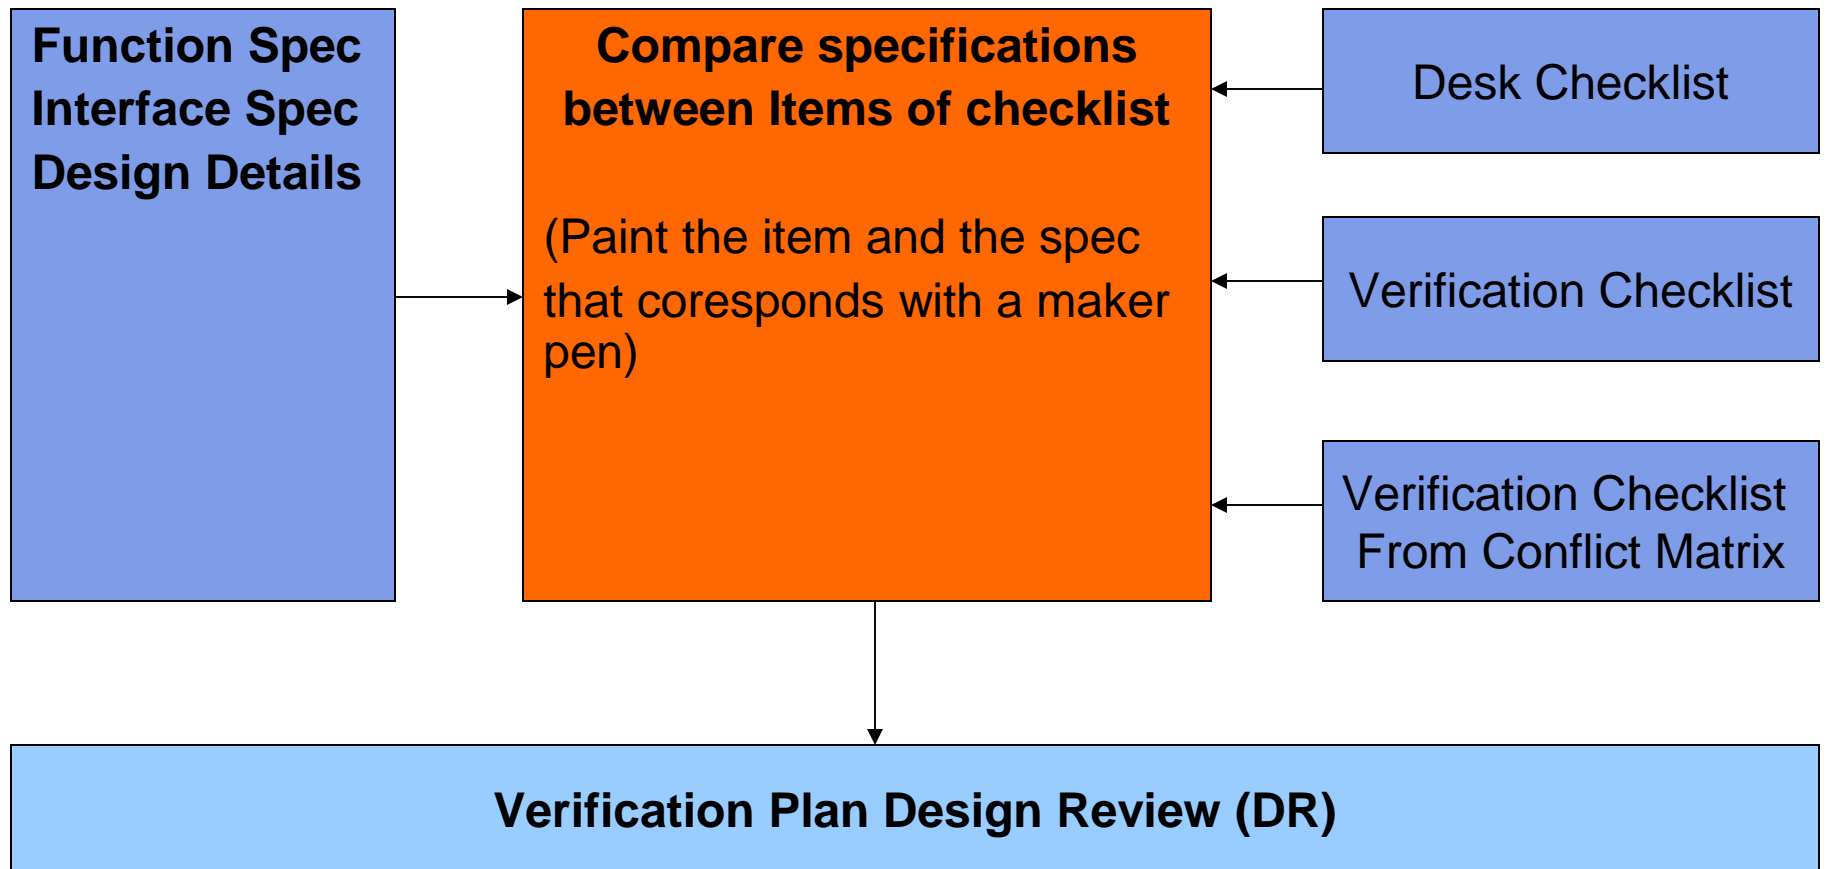 Function Spec
Interface Spec
Design Details
Compare specifications
between Items of checklist
(Paint the item and the spec
that coresponds with a maker
pen)
Desk Checklist
Verification Checklist
Verification Checklist
From Conflict Matrix
Verification Plan Design Review (DR)